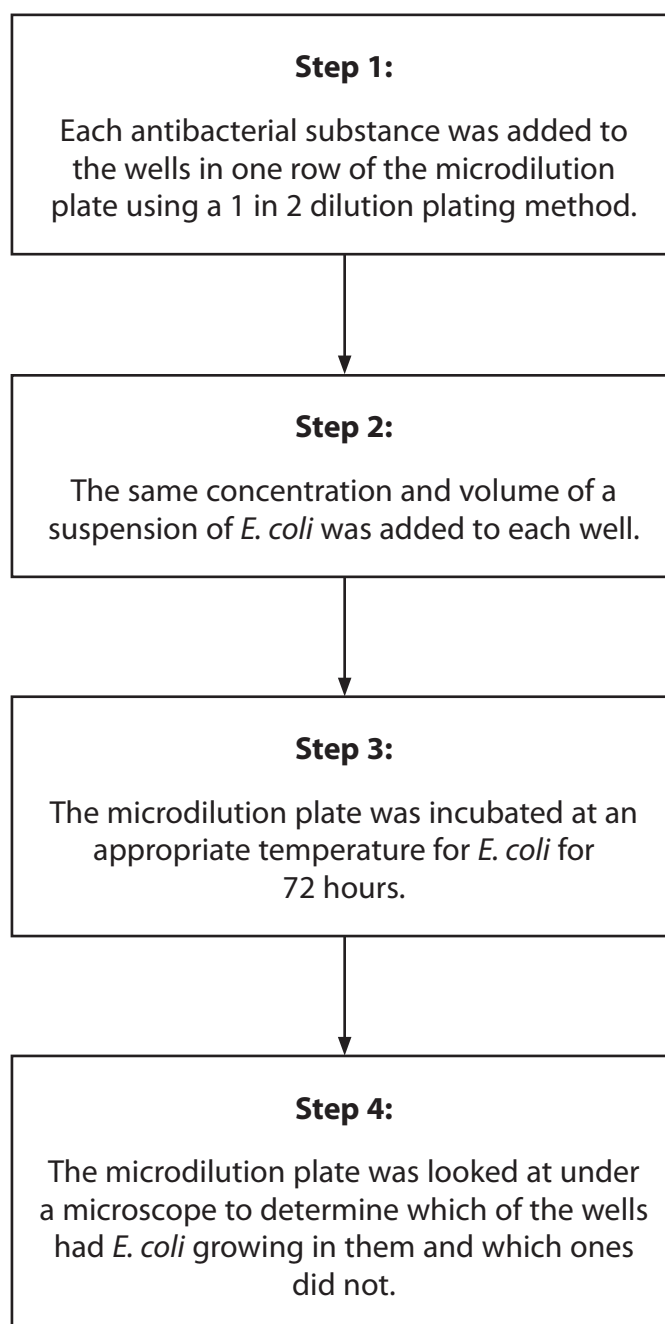 Step 1:
Each antibacterial substance was added to
the wells in one row of the microdilution
plate using a 1 in 2 dilution plating method.
Step 2:
The same concentration and volume of a
suspension of E. coli was added to each well.
Step 3:
The microdilution plate was incubated at an
appropriate temperature for E. coli for
72 hours.
Step 4:
The microdilution plate was looked at under
a microscope to determine which of the wells
had E. coli growing in them and which ones
did not.